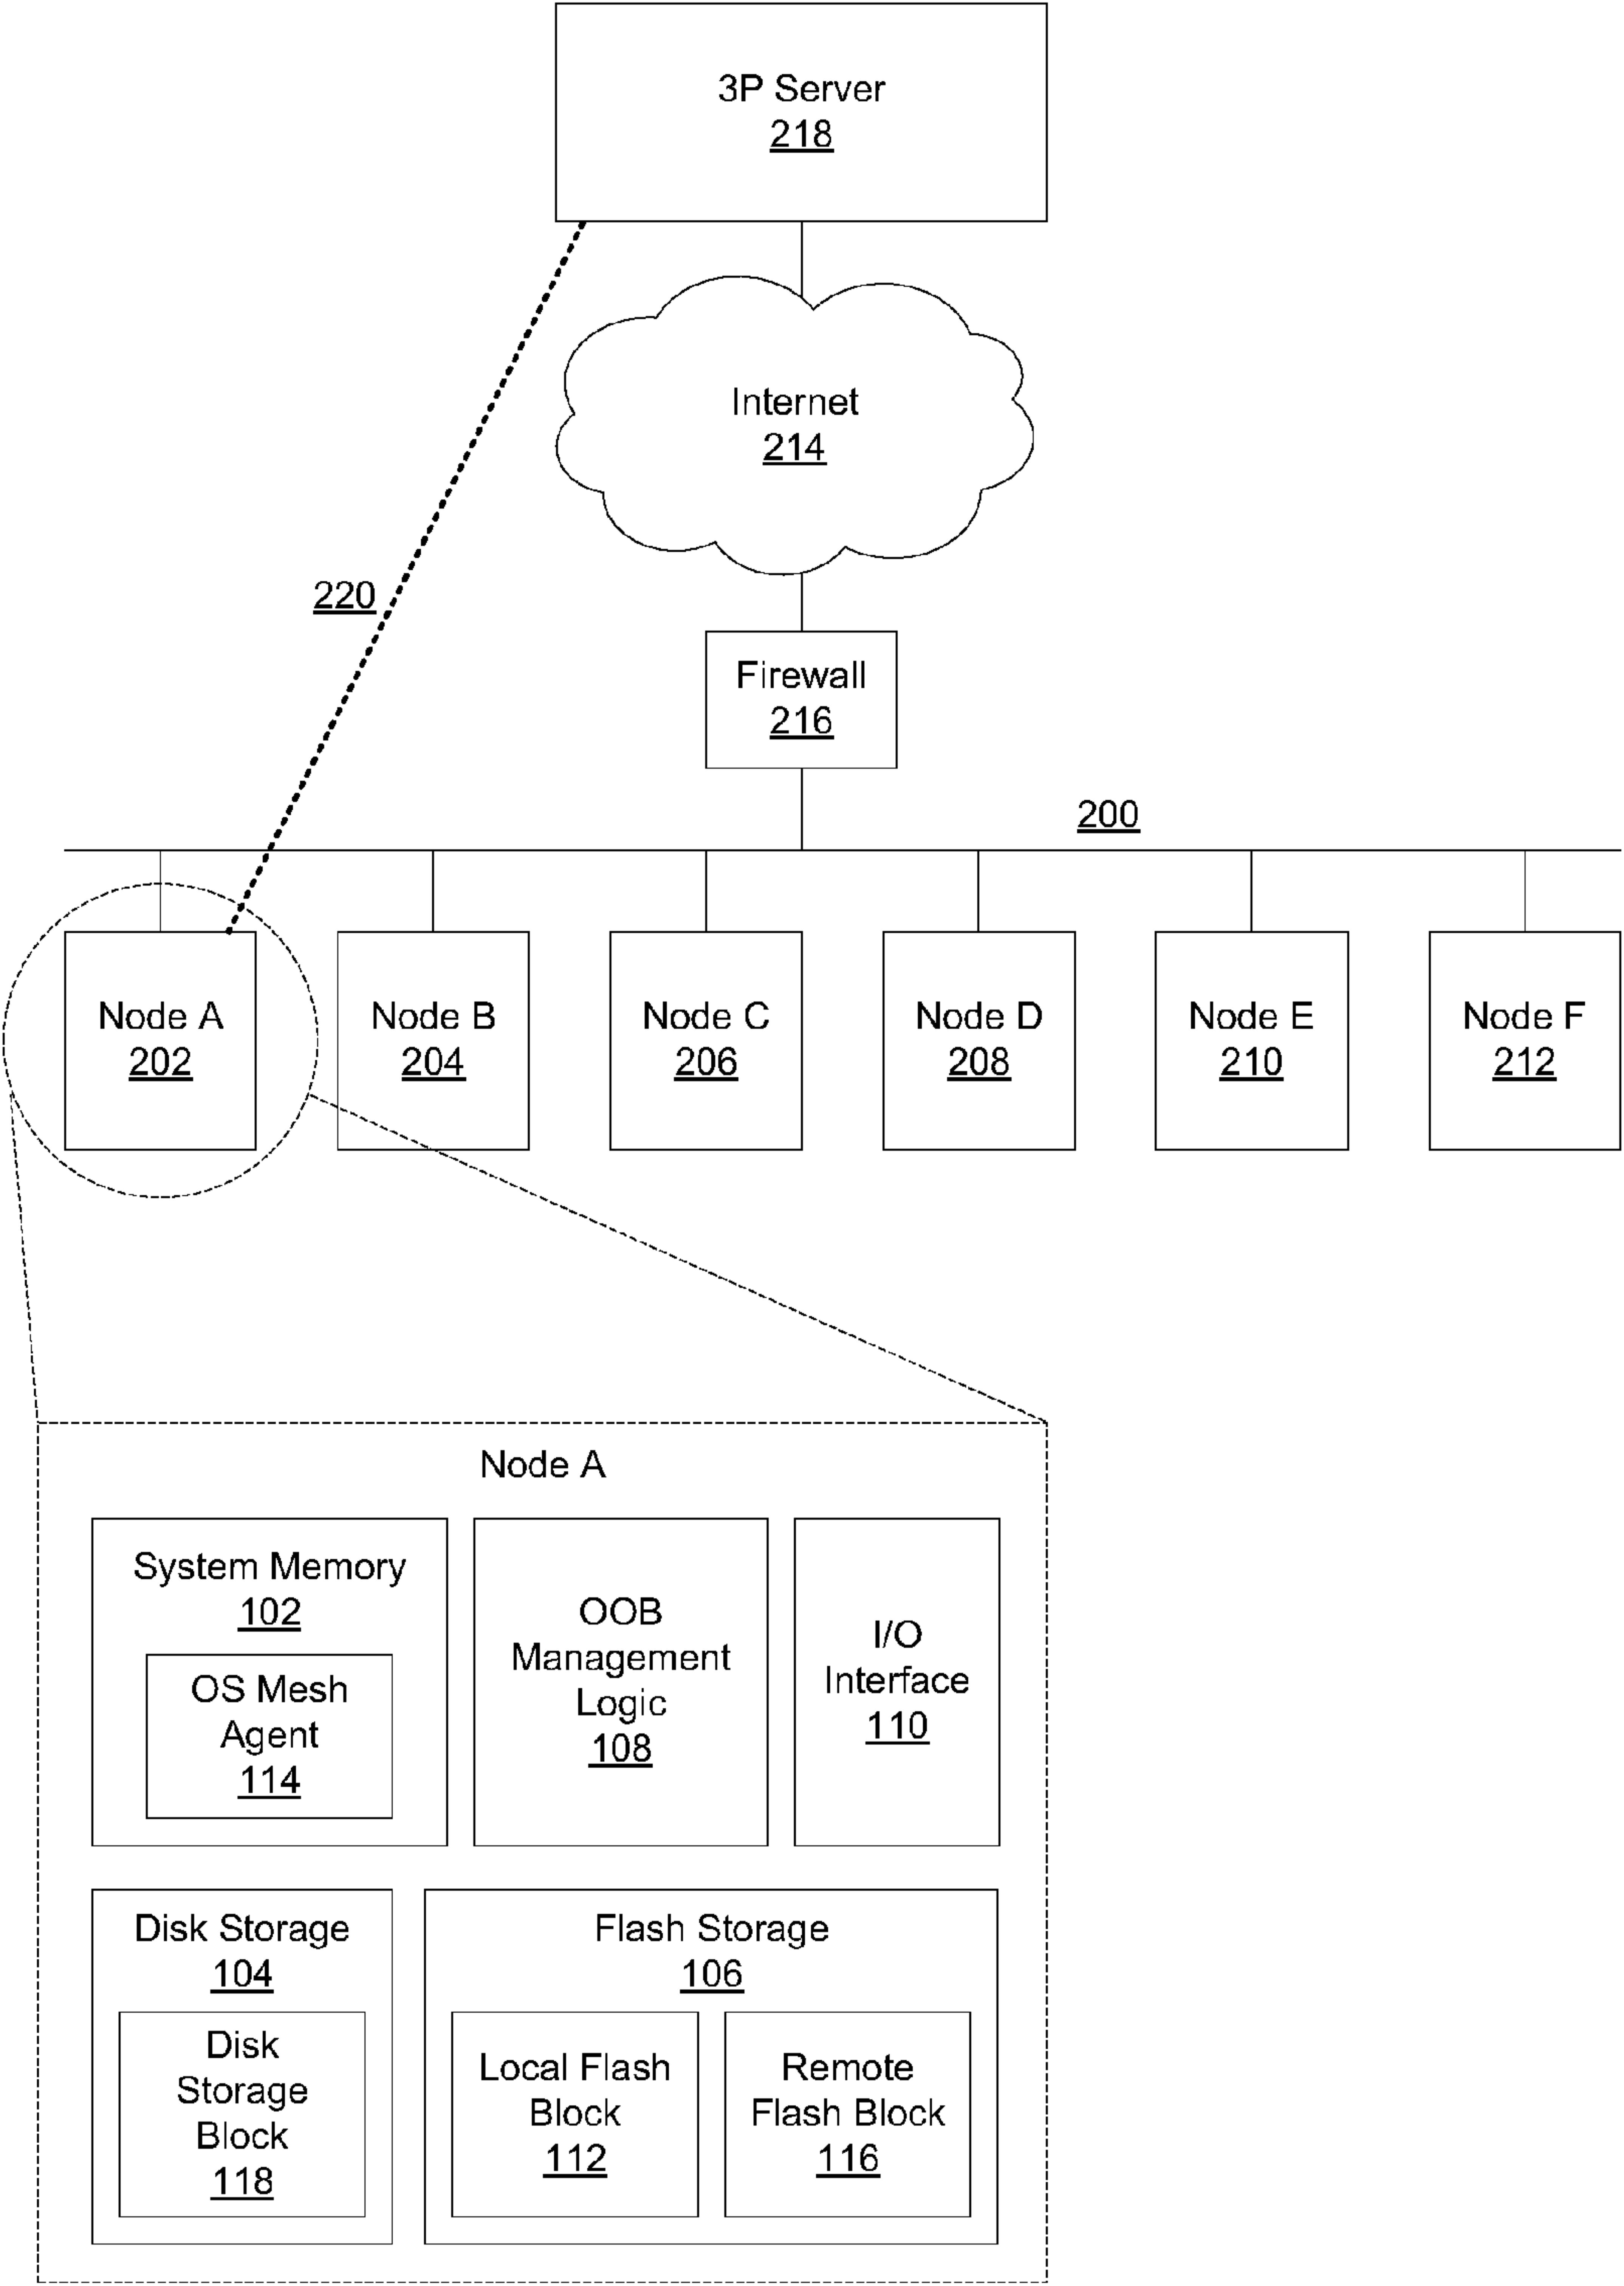 3P Server
218
Internet
214
220
Firewall
216
200
Node A
202
Node B
204
Node C
206
Node D
208
Node E
210
Node F
212
Node A
System Memory
102
OS Mesh
Agent
114
OOB
Management
Logic
108
I/O
Interface
110
Disk Storage
104
Disk
Storage
Block
118
Flash Storage
106
Local Flash
Block
112
Remote
Flash Block
116